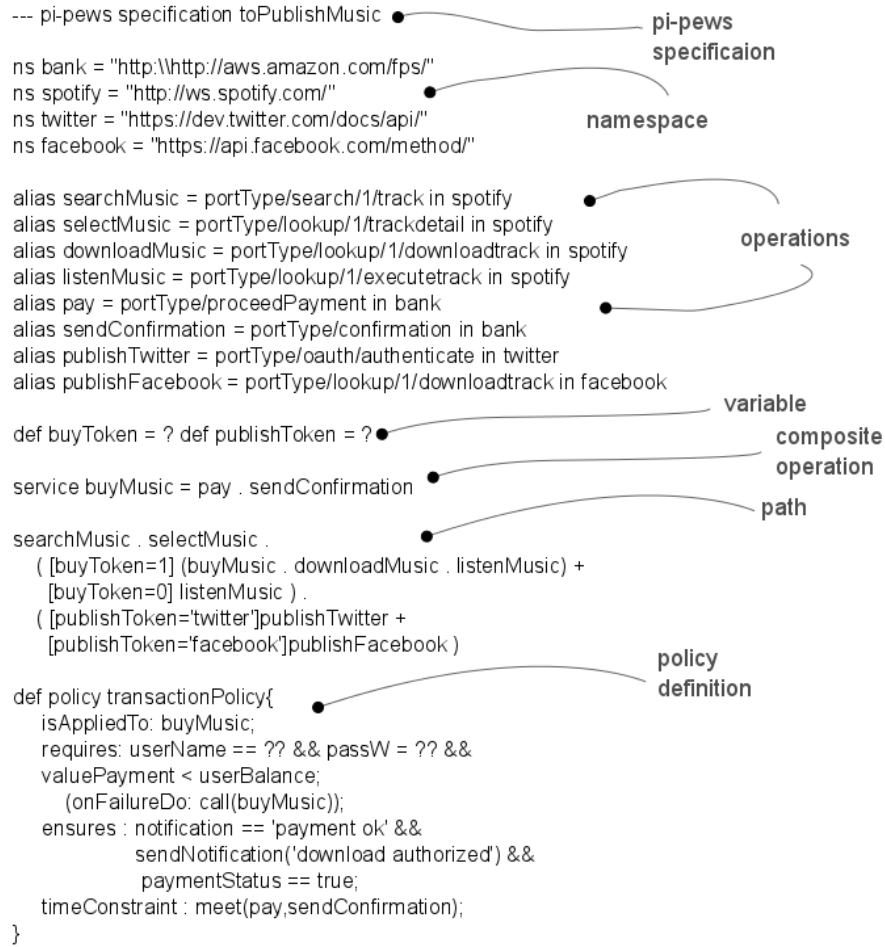 --- pi-pews specification toPublishMusic
pi-pews
specificaion
ns bank = "http:\\http://aws.amazon.com/fps/"
ns spotify = "http://ws.spotify.com/"
ns twitter = "https://dev.twitter.com/docs/api/"
ns facebook = "https://api.facebook.com/method/"
namespace
alias searchMusic = portType/search/1/track in spotify
alias selectMusic = portType/lookup/1/trackdetail in spotify
alias downloadMusic = portType/lookup/1/downloadtrack in spotify
alias listenMusic = portType/lookup/1/executetrack in spotify
alias pay = portType/proceedPayment in bank
alias sendConfirmation = portType/confirmation in bank
alias publishTwitter = portType/oauth/authenticate in twitter
alias publishFacebook = portType/lookup/1/downloadtrack in facebook
operations
def buyToken = ? def publishToken = ?
variable
service buyMusic = pay . sendConfirmation
composite
operation
searchMusic . selectMusic .
( [buyToken=1] (buyMusic . downloadMusic . listenMusic) +
[buyToken=0] listenMusic ) .
( [publishToken='twitter']publishTwitter +
[publishToken='facebook']publishFacebook )
path
def policy transactionPolicy{
isAppliedTo: buyMusic;
requires: userName == ?? && passW = ?? &&
valuePayment < userBalance;
(onFailureDo: call(buyMusic));
ensures : notification == 'payment ok' &&
sendNotification('download authorized') &&
paymentStatus == true;
timeConstraint : meet(pay,sendConfirmation);
}
policy
definition